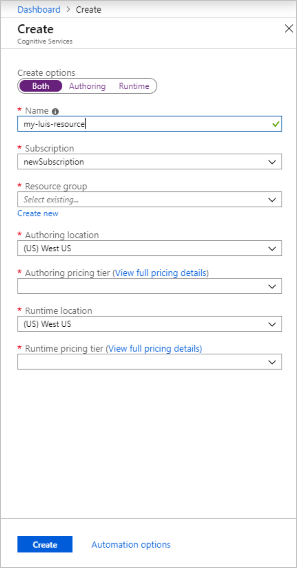 Dashboard > Create
Create
Cognitive Services
Create options
Both Authoring Runtime
* Name
my-luis-resource
* Subscription
newSubscription
* Resource group
Select existing...
Create new
* Authoring location
(US) West US
* Authoring pricing tier (View full pricing details)
* Runtime location
(US) West US
* Runtime pricing tier (View full pricing details)
Create Automation options